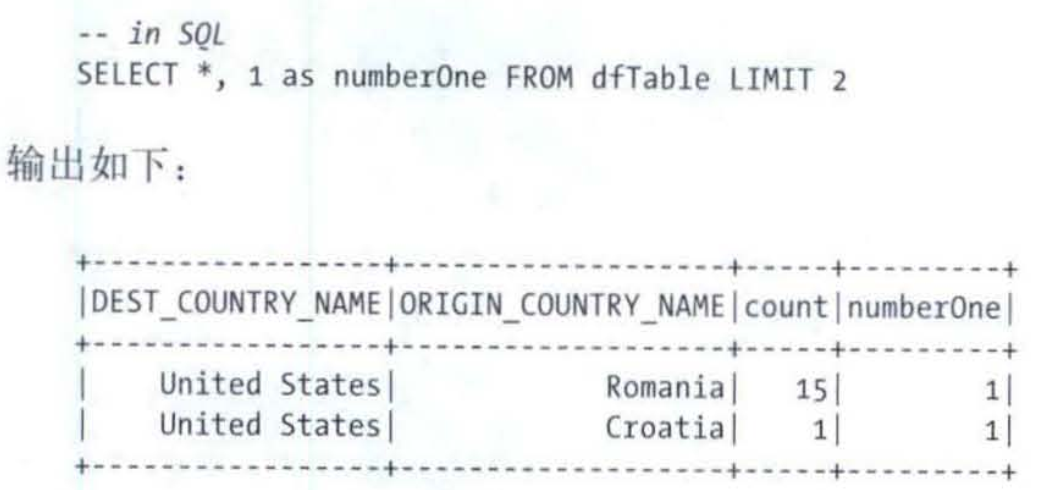 -- in SQL
SELECT *, 1 as numberOne FROM dfTable LIMIT 2
输出如下：
+-----------------+-------------------+-----+---------+
|DEST_COUNTRY_NAME|ORIGIN_COUNTRY_NAME|count|numberOne|
+-----------------+-------------------+-----+---------+
|    United States|            Romania|   15|        1|
|    United States|            Croatia|    1|        1|
+-----------------+-------------------+-----+---------+